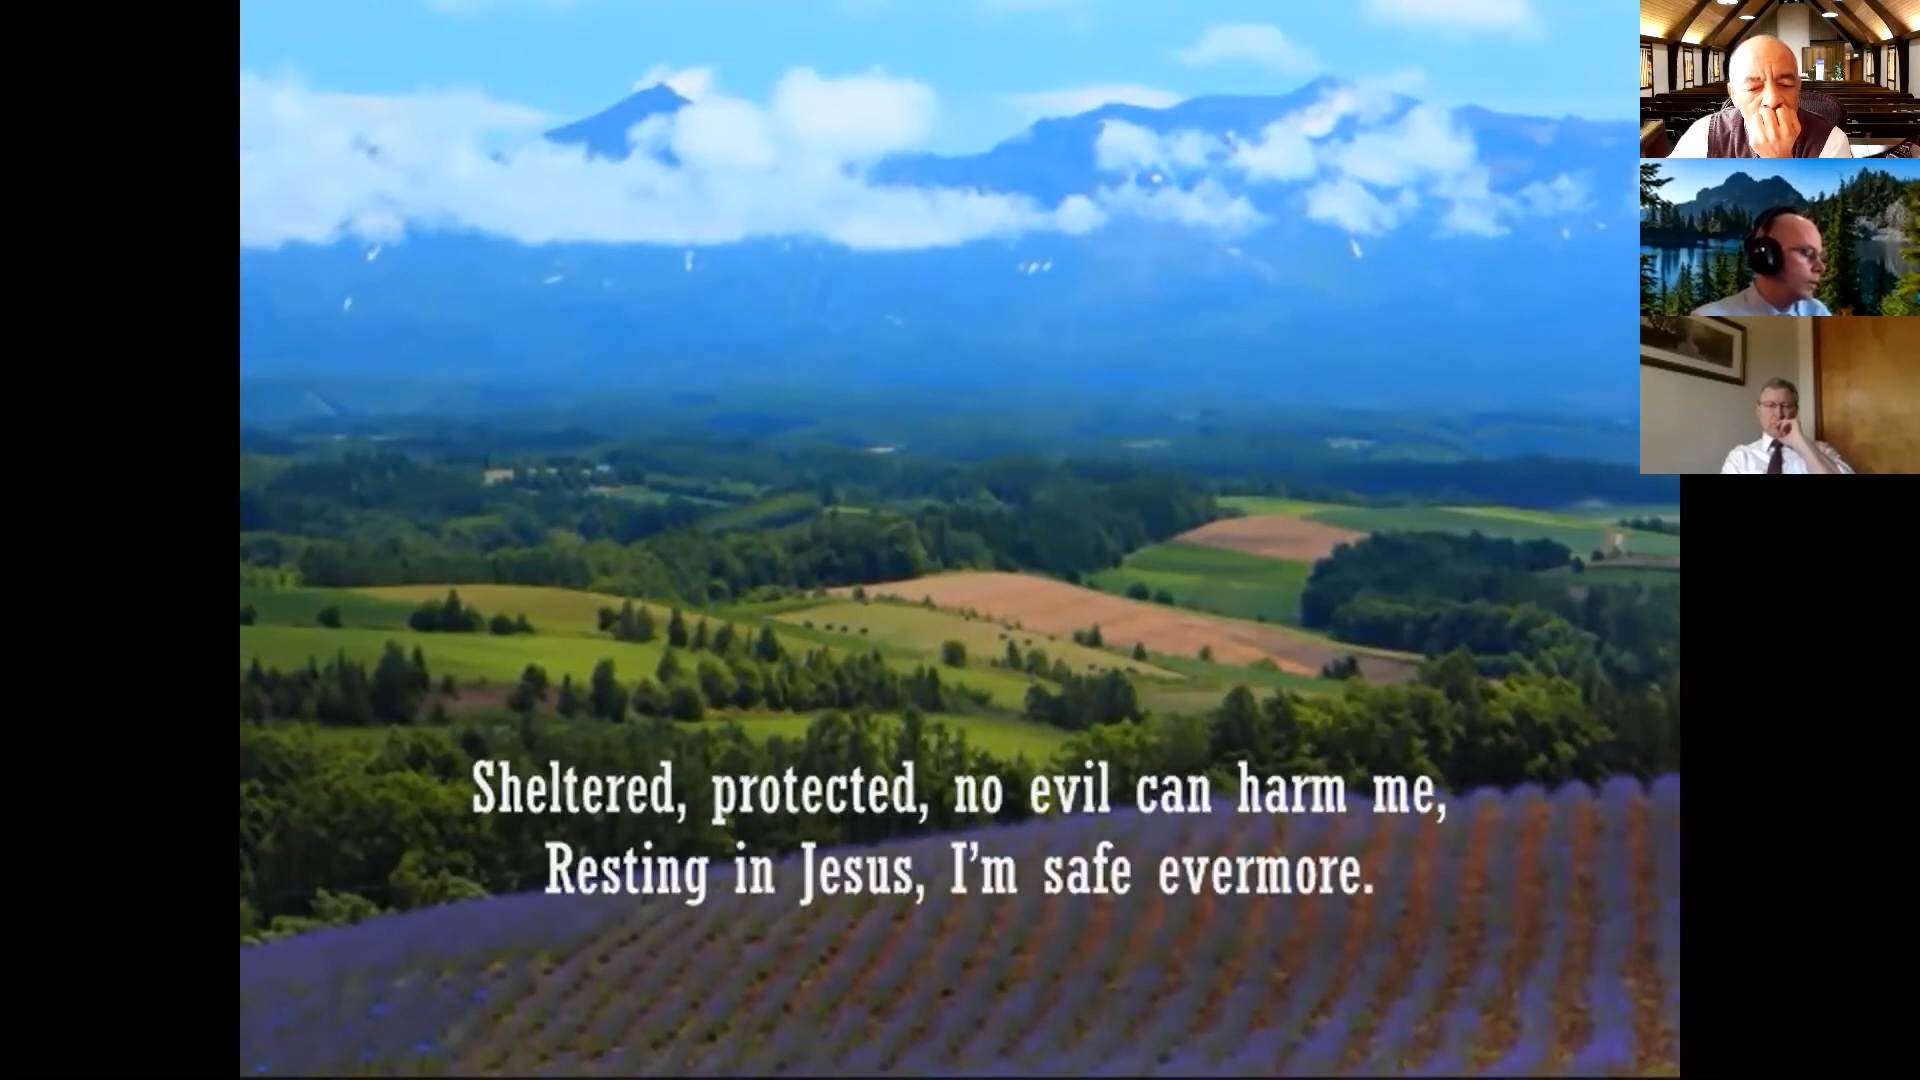 Sheltered, protected, no evil can harm me,
Resting in Jesus, I'm safe evermore.